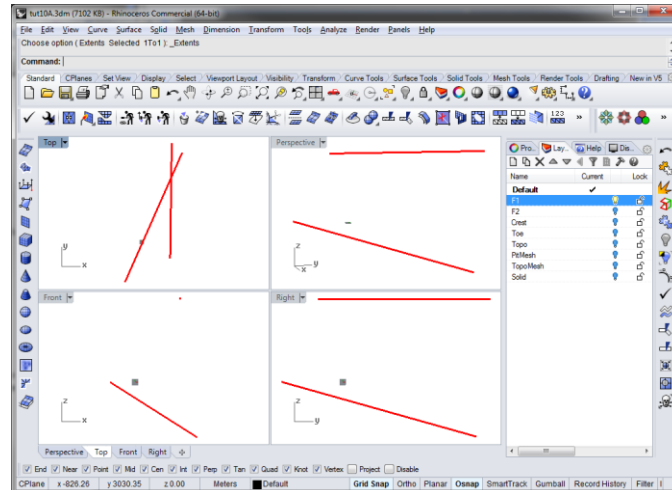 tut10A.3dm (7102 KB) - Rhinoceros Commercial (64-bit)
File Edit View Curve Surface Solid Mesh Dimension Transform Tools Analyze Render Panels Help
Choose option ( Extents Selected 1To1 ): _Extents
Command:
Standard CPlanes Set View Display Select Viewport Layout Visibility Transform Curve Tools Surface Tools Solid Tools Mesh Tools Render Tools Drafting New in V5
123
Top
Perspective
Pro.. Lay... Help Dis...
Name Current Lock
Default
F1
F2
Crest
Toe
Topo
PitMesh
TopoMesh
Solid
y
x
z
y
x
Front
Right
z
x
z
y
Perspective Top Front Right
End Near Point Mid Cen Int Perp Tan Quad Knot Vertex Project Disable
CPlane x -826.26 y 3030.35 z 0.00 Meters Default Grid Snap Ortho Planar Osnap SmartTrack Gumball Record History Filter